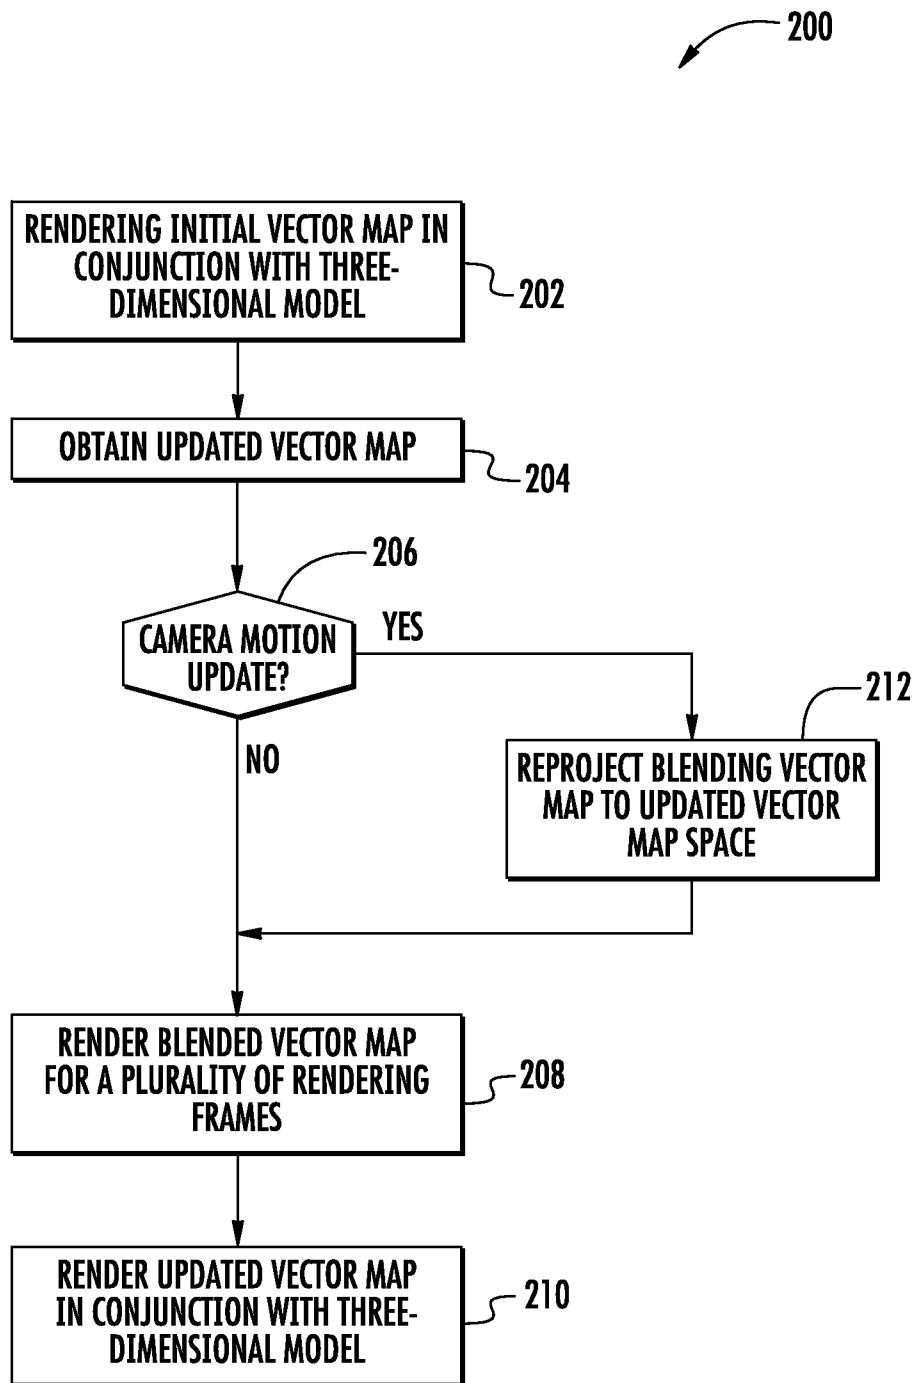 200
RENDERING INITIAL VECTOR MAP IN
CONJUNCTION WITH THREE-
DIMENSIONAL MODEL
202
OBTAIN UPDATED VECTOR MAP
204
206
CAMERA MOTION
UPDATE?
YES
NO
212
REPROJECT BLENDING VECTOR
MAP TO UPDATED VECTOR
MAP SPACE
RENDER BLENDED VECTOR MAP
FOR A PLURALITY OF RENDERING
FRAMES
208
RENDER UPDATED VECTOR MAP
IN CONJUNCTION WITH THREE-
DIMENSIONAL MODEL
210